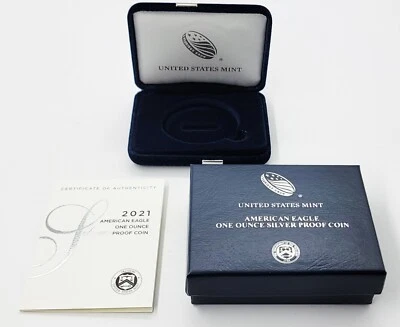 UNITED STATES MINT
CERTIFICATE OF AUTHENTICITY
2021
AMERICAN EAGLE
ONE OUNCE
PROOF COIN
UNITED STATES MINT
AMERICAN EAGLE
ONE OUNCE SILVER PROOF COIN